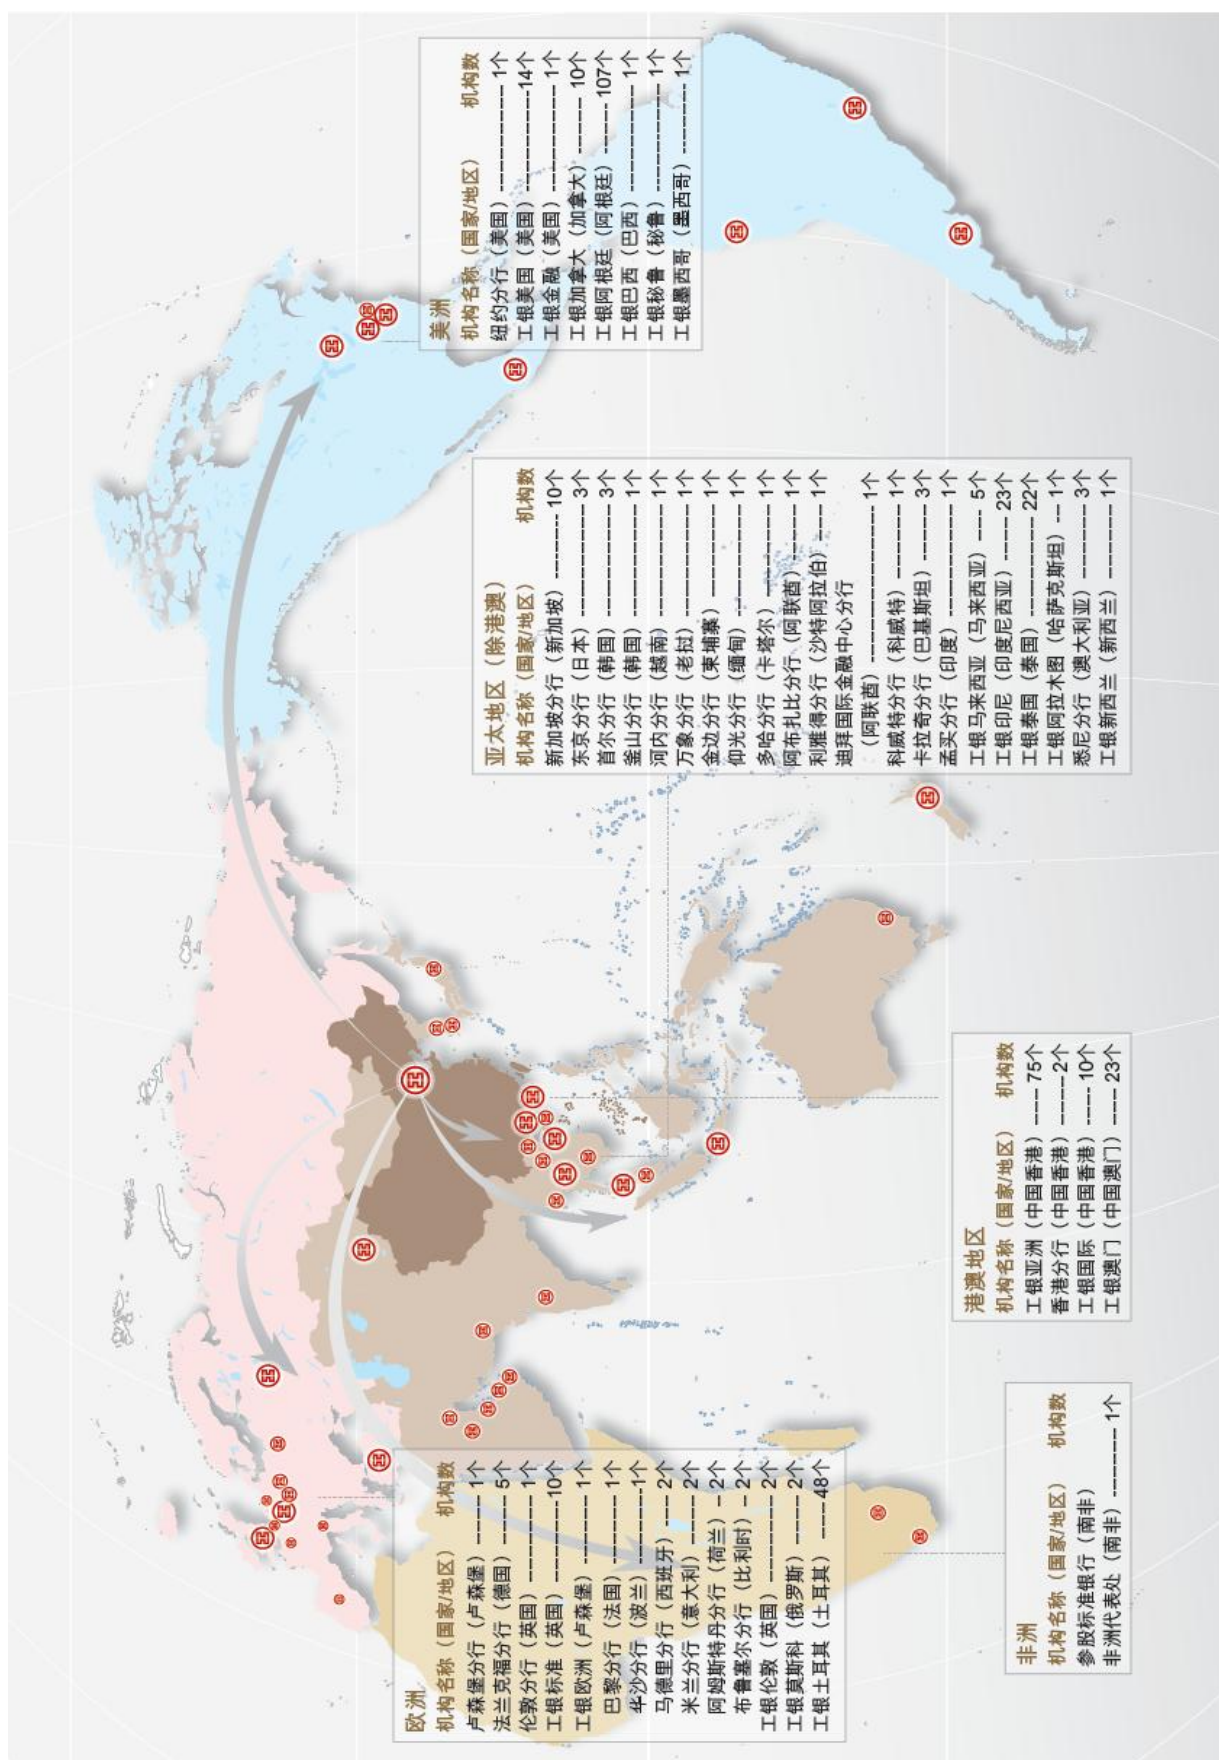 欧洲
机构名称（国家/地区） 机构数
卢森堡分行（卢森堡）------ 1个
法兰克福分行（德国）------ 5个
伦敦分行（英国）---------- 1个
工银标准（英国）----------10个
工银欧洲（卢森堡）-------- 1个
巴黎分行（法国）---------- 1个
华沙分行（波兰）----------1个
马德里分行（西班牙）---- 2个
米兰分行（意大利）------- 2个
阿姆斯特丹分行（荷兰）-- 2个
布鲁塞尔分行（比利时）-- 2个
工银伦敦（英国）---------- 2个
工银莫斯科（俄罗斯）----- 2个
工银土耳其（土耳其）----48个
非洲
机构名称（国家/地区） 机构数
参股标准银行（南非）
非洲代表处（南非）-------- 1个
港澳地区
机构名称（国家/地区） 机构数
工银亚洲（中国香港）---- 75个
香港分行（中国香港）-----2个
工银国际（中国香港）---- 10个
工银澳门（中国澳门）---- 23个
亚太地区（除港澳）
机构名称（国家/地区） 机构数
新加坡分行（新加坡）-------- 10个
东京分行（日本）------------ 3个
首尔分行（韩国）------------ 3个
釜山分行（韩国）------------ 1个
河内分行（越南）------------ 1个
万象分行（老挝）------------ 1个
金边分行（柬埔寨）---------- 1个
仰光分行（缅甸）------------ 1个
多哈分行（卡塔尔）---------- 1个
阿布扎比分行（阿联酋）------ 1个
利雅得分行（沙特阿拉伯）---- 1个
迪拜国际金融中心分行
（阿联酋）------------------ 1个
科威特分行（科威特）-------- 1个
卡拉奇分行（巴基斯坦）------ 3个
孟买分行（印度）------------ 1个
工银马来西亚（马来西亚）---- 5个
工银印尼（印度尼西亚）----- 23个
工银泰国（泰国）---------- 22个
工银阿拉木图（哈萨克斯坦）-- 1个
悉尼分行（澳大利亚）-------- 3个
工银新西兰（新西兰）-------- 1个
美洲
机构名称（国家/地区） 机构数
纽约分行（美国）------------ 1个
工银美国（美国）------------14个
工银金融（美国）------------ 1个
工银加拿大（加拿大）------- 10个
工银阿根廷（阿根廷）------ 107个
工银巴西（巴西）------------ 1个
工银秘鲁（秘鲁）------------ 1个
工银墨西哥（墨西哥）-------- 1个